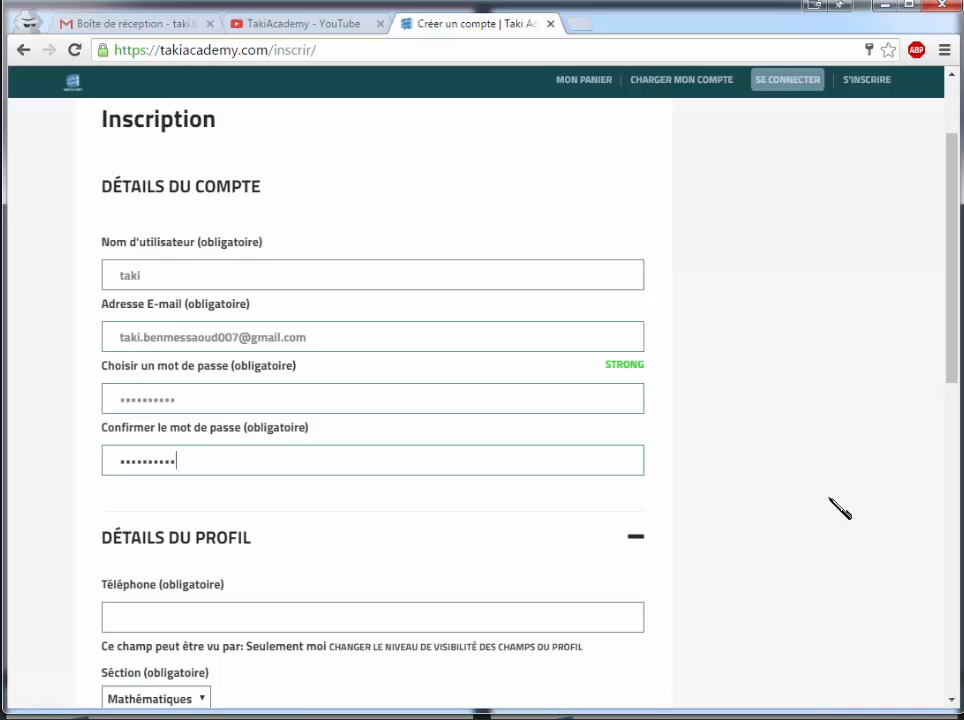 Boîte de réception - taki.
TakiAcademy - YouTube
Créer un compte | Taki Ac
https://takiacademy.com/inscrir/
ABP
MON PANIER
CHARGER MON COMPTE
SE CONNECTER
S'INSCRIRE
Inscription
DÉTAILS DU COMPTE
Nom d'utilisateur (obligatoire)
taki
Adresse E-mail (obligatoire)
taki.benmessaoud007@gmail.com
Choisir un mot de passe (obligatoire)
STRONG
••••••••••
Confirmer le mot de passe (obligatoire)
••••••••••
DÉTAILS DU PROFIL
Téléphone (obligatoire)
Ce champ peut être vu par: Seulement moi CHANGER LE NIVEAU DE VISIBILITÉ DES CHAMPS DU PROFIL
Séction (obligatoire)
Mathématiques